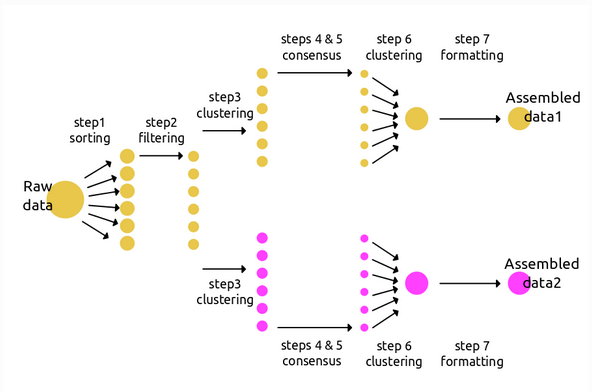 steps 4 & 5
consensus
step 6
clustering
step 7
formatting
step3
clustering
Assembled
data1
step1
sorting
step2
filtering
Raw
data
step3
clustering
Assembled
data2
steps 4 & 5
consensus
step 6
clustering
step 7
formatting